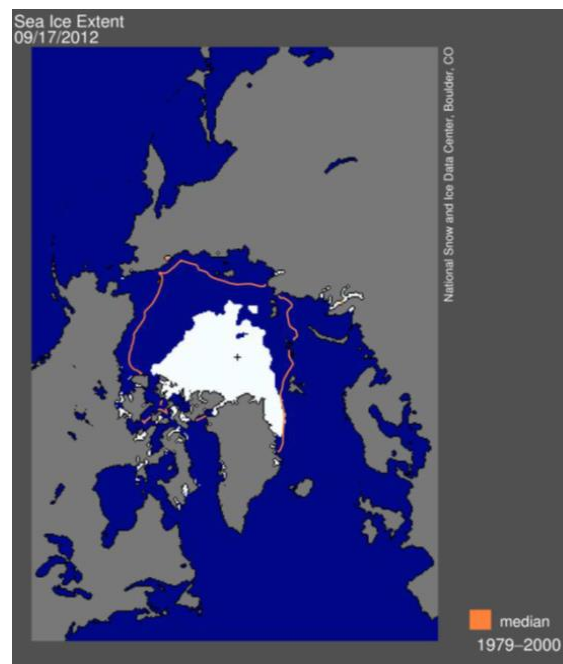 Sea Ice Extent
09/17/2012
National Snow and Ice Data Center, Boulder, CO
median
1979–2000